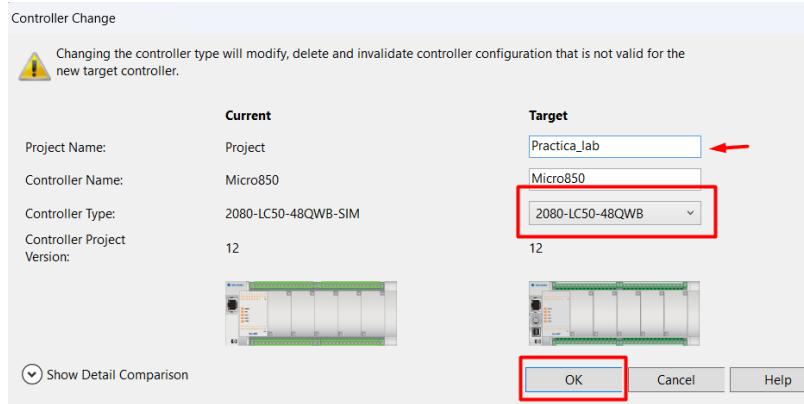 Controller Change
Changing the controller type will modify, delete and invalidate controller configuration that is not valid for the
new target controller.
Current Target
Project Name: Project Practica_lab
Controller Name: Micro850 Micro850
Controller Type: 2080-LC50-48QWB-SIM 2080-LC50-48QWB
Controller Project
Version: 12 12
Show Detail Comparison OK Cancel Help